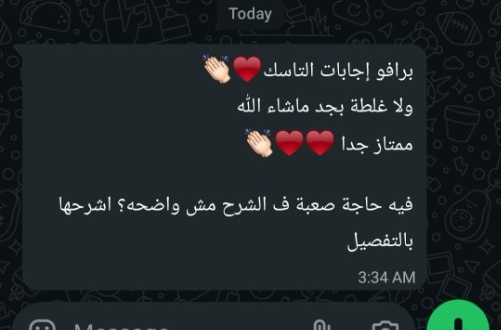 Today
برافو إجابات التاسك❤️👏🏻
ولا غلطة بجد ماشاء الله
ممتاز جدا ❤️❤️👏🏻
فيه حاجة صعبة ف الشرح مش واضحه؟ اشرحها
بالتفصيل
3:34 AM
Message